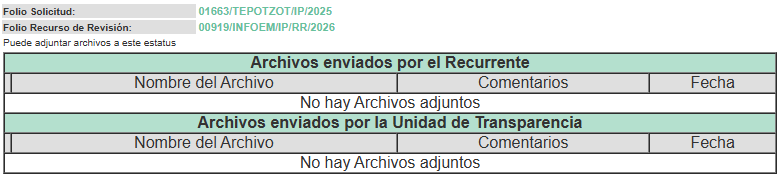 Folio Solicitud: 01663/TEPOTZOT/IP/2025
Folio Recurso de Revisión: 00919/INFOEM/IP/RR/2026
Puede adjuntar archivos a este estatus
Archivos enviados por el Recurrente
Nombre del Archivo Comentarios Fecha
No hay Archivos adjuntos
Archivos enviados por la Unidad de Transparencia
Nombre del Archivo Comentarios Fecha
No hay Archivos adjuntos